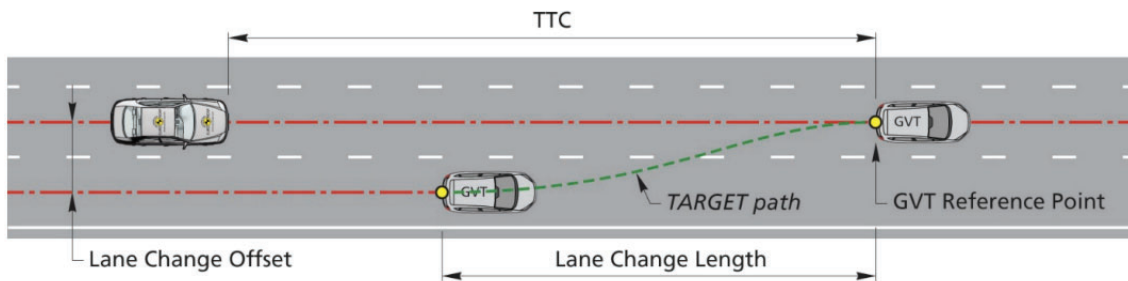 TTC
GVT
GVT
TARGET path
GVT Reference Point
Lane Change Offset
Lane Change Length